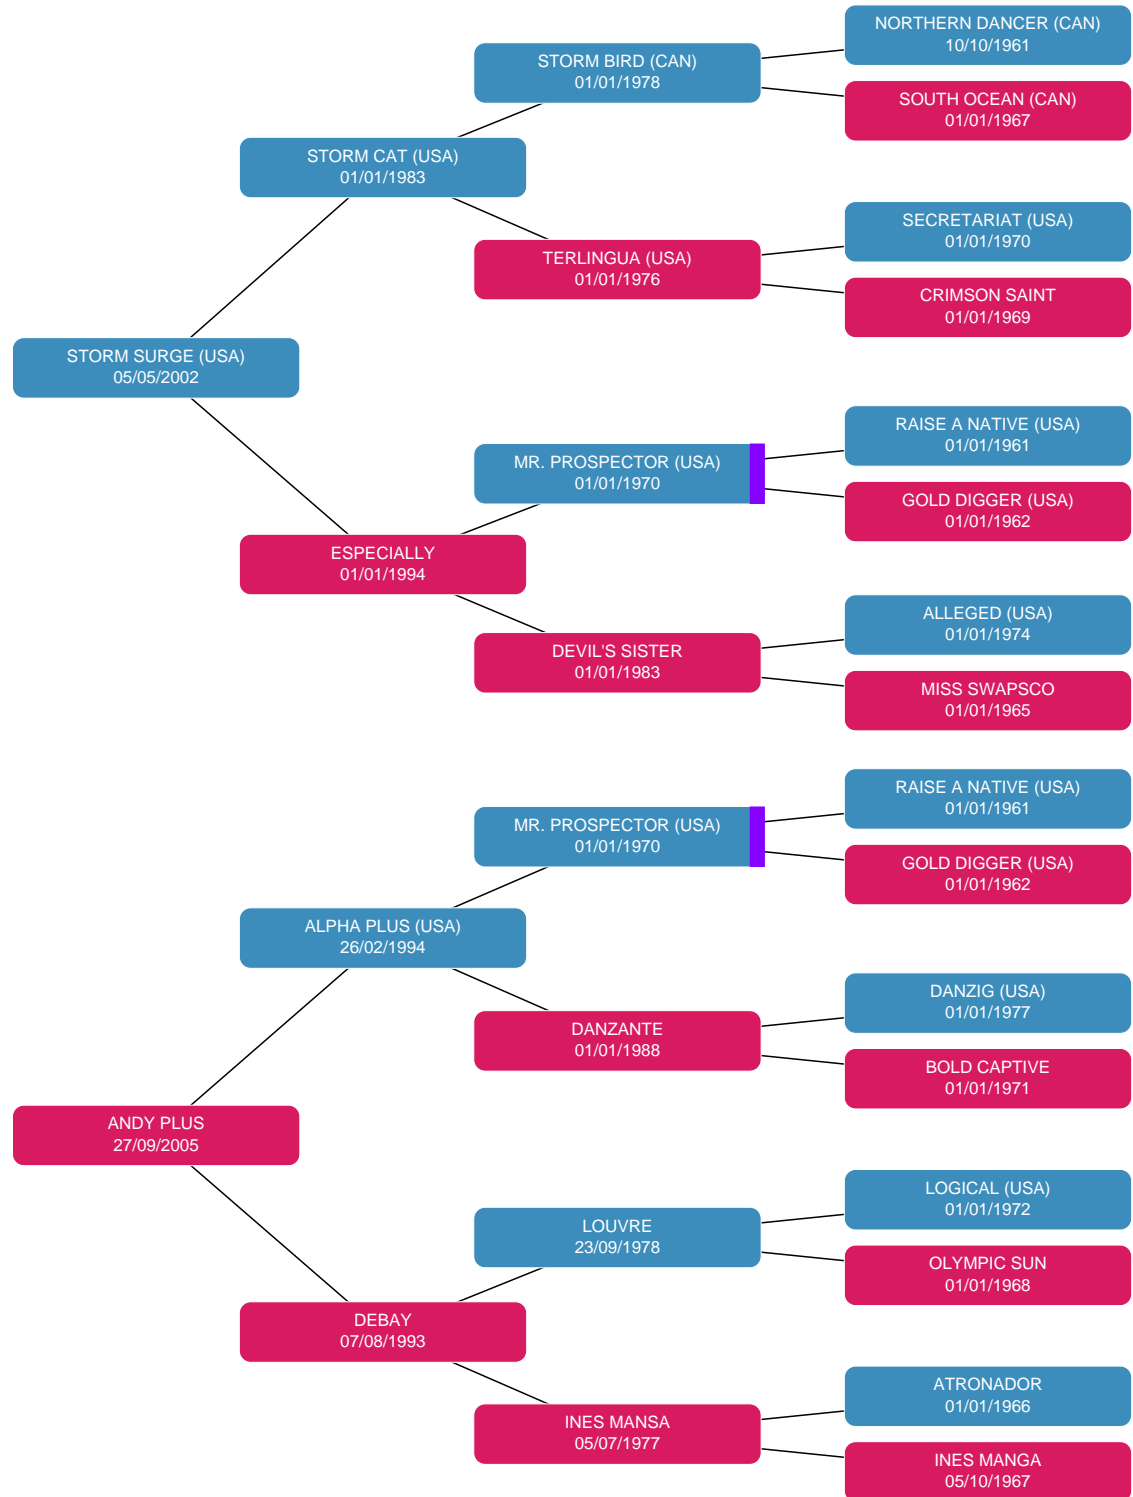 NORTHERN DANCER (CAN)
10/10/1961
STORM BIRD (CAN)
01/01/1978
SOUTH OCEAN (CAN)
01/01/1967
STORM CAT (USA)
01/01/1983
SECRETARIAT (USA)
01/01/1970
TERLINGUA (USA)
01/01/1976
CRIMSON SAINT
01/01/1969
STORM SURGE (USA)
05/05/2002
RAISE A NATIVE (USA)
01/01/1961
MR. PROSPECTOR (USA)
01/01/1970
GOLD DIGGER (USA)
01/01/1962
ESPECIALLY
01/01/1994
ALLEGED (USA)
01/01/1974
DEVIL'S SISTER
01/01/1983
MISS SWAPSCO
01/01/1965
RAISE A NATIVE (USA)
01/01/1961
MR. PROSPECTOR (USA)
01/01/1970
GOLD DIGGER (USA)
01/01/1962
ALPHA PLUS (USA)
26/02/1994
DANZIG (USA)
01/01/1977
DANZANTE
01/01/1988
BOLD CAPTIVE
01/01/1971
ANDY PLUS
27/09/2005
LOGICAL (USA)
01/01/1972
LOUVRE
23/09/1978
OLYMPIC SUN
01/01/1968
DEBAY
07/08/1993
ATRONADOR
01/01/1966
INES MANSA
05/07/1977
INES MANGA
05/10/1967